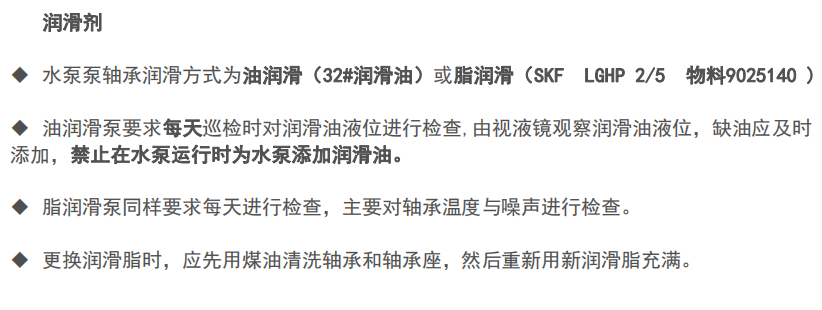 润滑剂
◆ 水泵泵轴承润滑方式为油润滑（32#润滑油）或脂润滑（SKF LGHP 2/5 物料9025140 ）
◆ 油润滑泵要求每天巡检时对润滑油液位进行检查,由视液镜观察润滑油液位，缺油应及时
添加，禁止在水泵运行时为水泵添加润滑油。
◆ 脂润滑泵同样要求每天进行检查，主要对轴承温度与噪声进行检查。
◆ 更换润滑脂时，应先用煤油清洗轴承和轴承座，然后重新用新润滑脂充满。